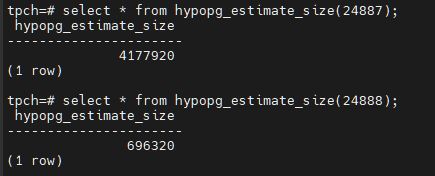 tpch=# select * from hypopg_estimate_size(24887);
 hypopg_estimate_size
----------------------
              4177920
(1 row)

tpch=# select * from hypopg_estimate_size(24888);
 hypopg_estimate_size
----------------------
               696320
(1 row)